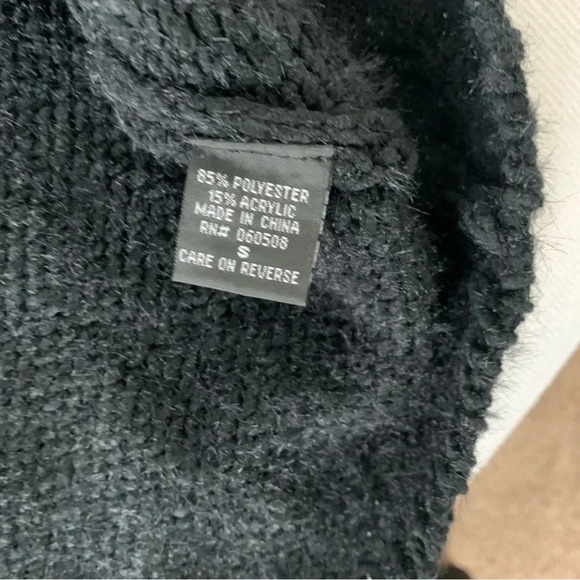 85% POLYESTER
15% ACRYLIC
MADE IN CHINA
RN# 060508
S
CARE ON REVERSE